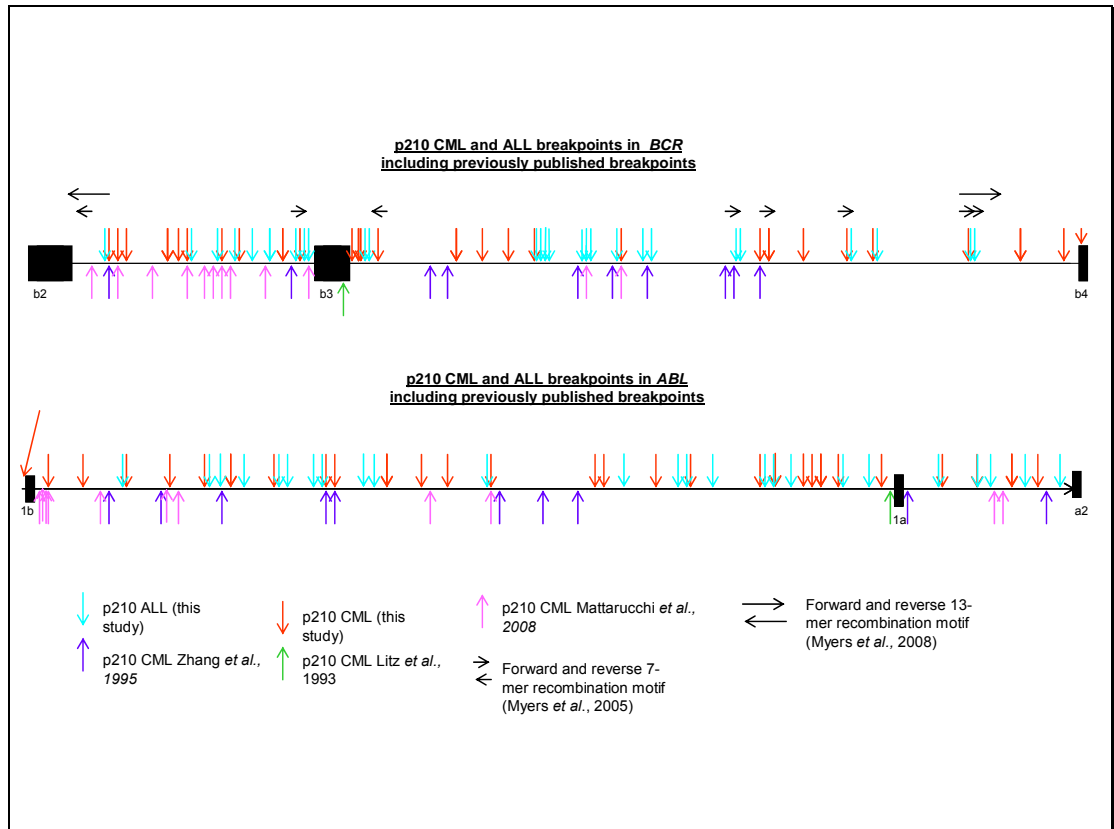 p210 CML and ALL breakpoints in BCR
including previously published breakpoints
b2
b3
b4
p210 CML and ALL breakpoints in ABL
including previously published breakpoints
1b
1a
a2
p210 ALL (this
study)
p210 CML Zhang et al.,
1995
p210 CML (this
study)
p210 CML Litz et al.,
1993
p210 CML Mattarucchi et al.,
2008
Forward and reverse 7-
mer recombination motif
(Myers et al., 2005)
Forward and reverse 13-
mer recombination motif
(Myers et al., 2008)